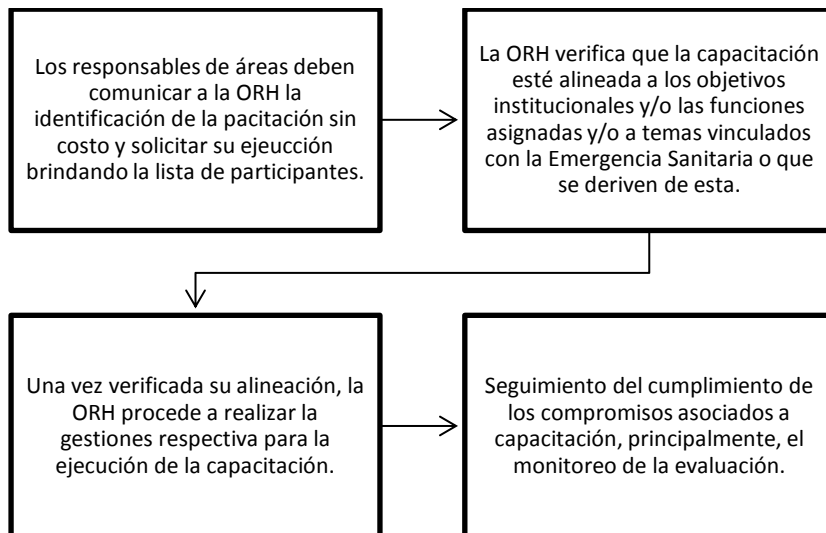 Los responsables de áreas deben
comunicar a la ORH la
identificación de la pacitación sin
costo y solicitar su ejeucción
brindando la lista de participantes.
La ORH verifica que la capacitación
esté alineada a los objetivos
institucionales y/o las funciones
asignadas y/o a temas vinculados
con la Emergencia Sanitaria o que
se deriven de esta.
Una vez verificada su alineación, la
ORH procede a realizar la
gestiones respectiva para la
ejecución de la capacitación.
Seguimiento del cumplimiento de
los compromisos asociados a
capacitación, principalmente, el
monitoreo de la evaluación.